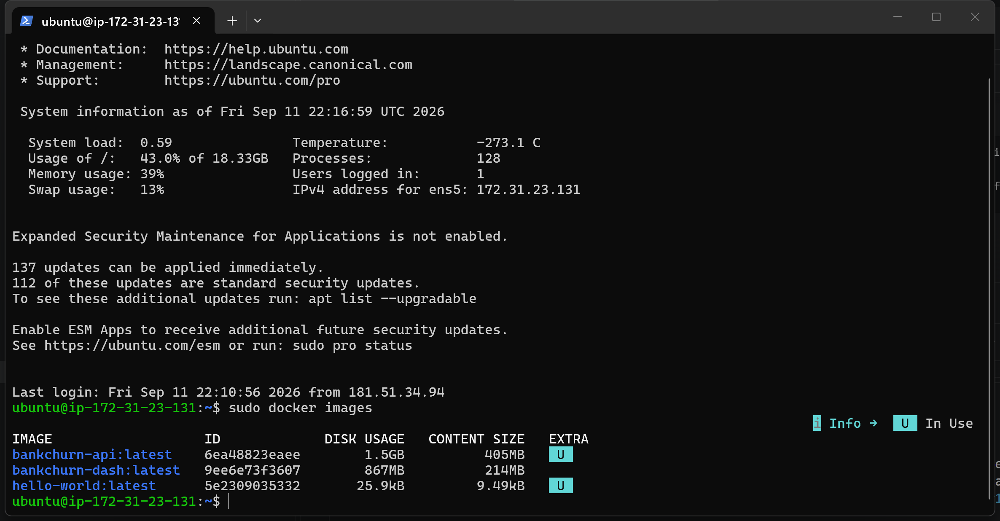 ubuntu@ip-172-31-23-13
* Documentation:  https://help.ubuntu.com
* Management:     https://landscape.canonical.com
* Support:        https://ubuntu.com/pro
System information as of Fri Sep 11 22:16:59 UTC 2026
System load:  0.59               Temperature:           -273.1 C
Usage of /:   43.0% of 18.33GB   Processes:             128
Memory usage: 39%                Users logged in:       1
Swap usage:   13%                IPv4 address for ens5: 172.31.23.131
Expanded Security Maintenance for Applications is not enabled.
137 updates can be applied immediately.
112 of these updates are standard security updates.
To see these additional updates run: apt list --upgradable
Enable ESM Apps to receive additional future security updates.
See https://ubuntu.com/esm or run: sudo pro status
Last login: Fri Sep 11 22:10:56 2026 from 181.51.34.94
ubuntu@ip-172-31-23-131:~$ sudo docker images
i Info → U In Use
IMAGE                   ID             DISK USAGE   CONTENT SIZE   EXTRA
bankchurn-api:latest    6ea48823eaee        1.5GB          405MB    U
bankchurn-dash:latest   9ee6e73f3607        867MB          214MB
hello-world:latest      5e2309035332       25.9kB         9.49kB    U
ubuntu@ip-172-31-23-131:~$